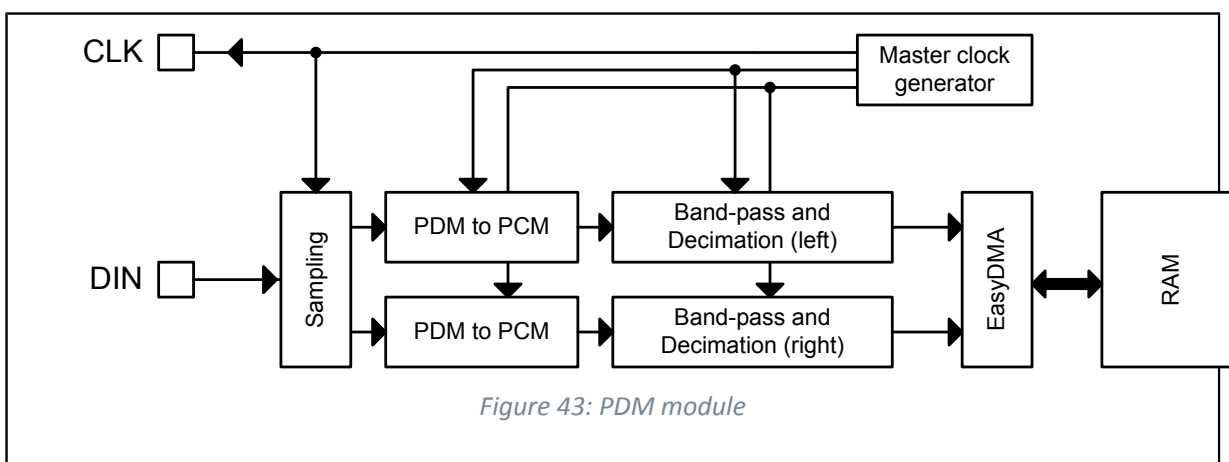 CLK
Master clock
generator
DIN
Sampling
PDM to PCM
Band-pass and
Decimation (left)
PDM to PCM
Band-pass and
Decimation (right)
EasyDMA
RAM
Figure 43: PDM module